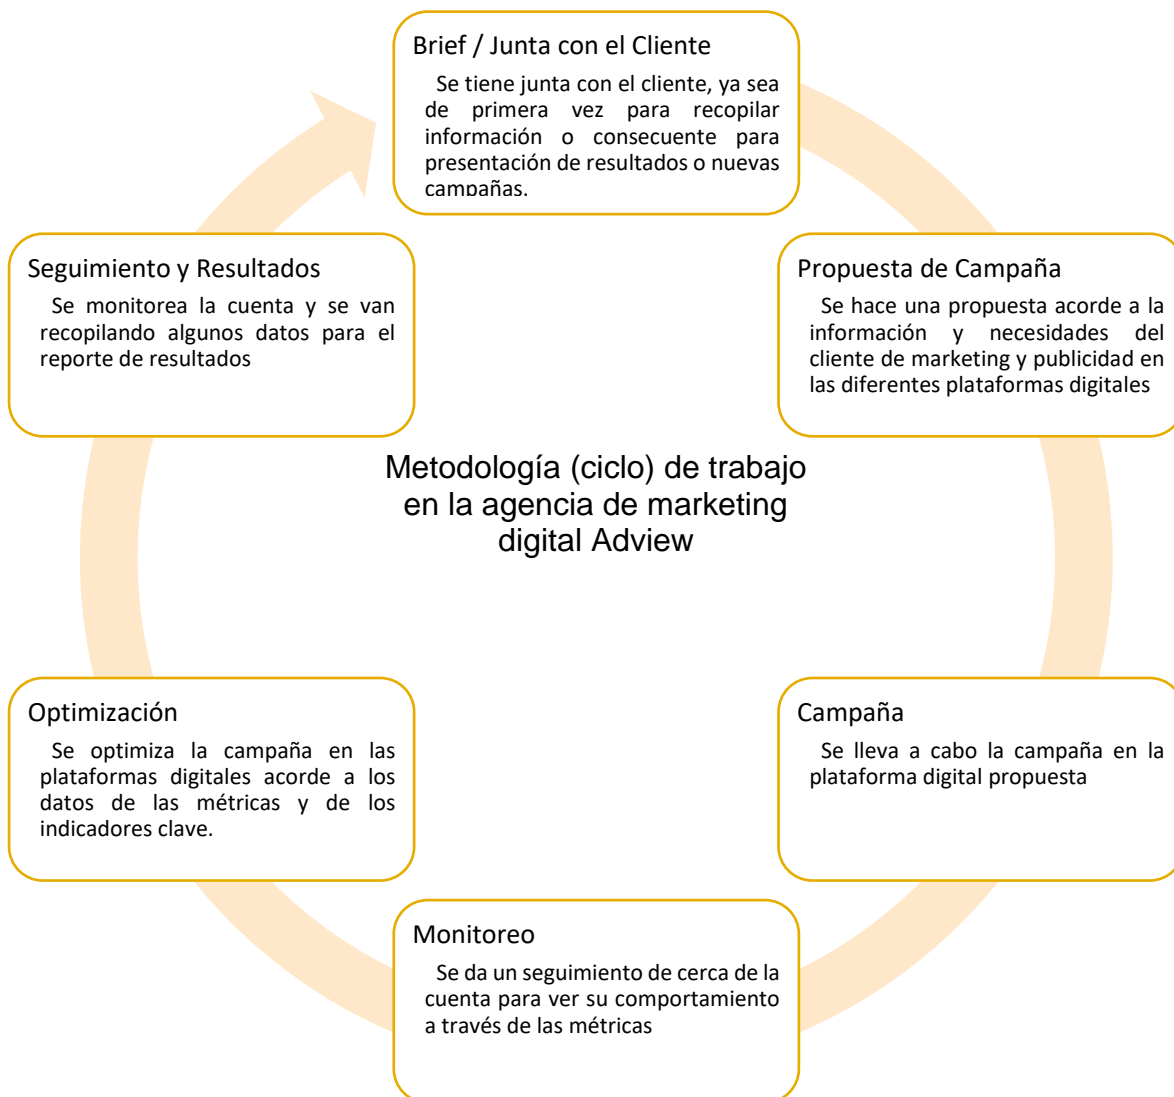 Brief / Junta con el Cliente
Se tiene junta con el cliente, ya sea
de primera vez para recopilar
información o consecuente para
presentación de resultados o nuevas
campañas.
Propuesta de Campaña
Se hace una propuesta acorde a la
información y necesidades del
cliente de marketing y publicidad en
las diferentes plataformas digitales
Campaña
Se lleva a cabo la campaña en la
plataforma digital propuesta
Monitoreo
Se da un seguimiento de cerca de la
cuenta para ver su comportamiento
a través de las métricas
Optimización
Se optimiza la campaña en las
plataformas digitales acorde a los
datos de las métricas y de los
indicadores clave.
Seguimiento y Resultados
Se monitorea la cuenta y se van
recopilando algunos datos para el
reporte de resultados
Metodología (ciclo) de trabajo
en la agencia de marketing
digital Adview